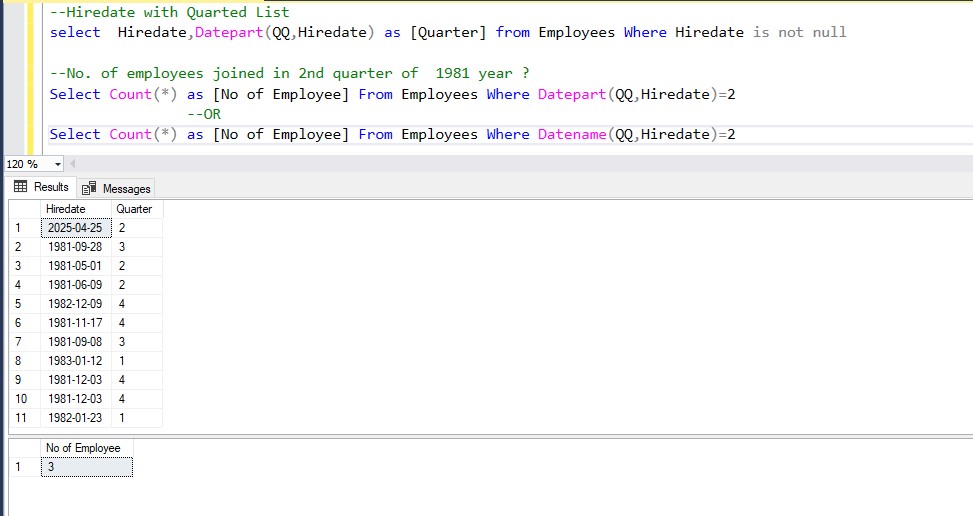 --Hiredate with Quarted List
select  Hiredate,Datepart(QQ,Hiredate) as [Quarter] from Employees Where Hiredate is not null
--No. of employees joined in 2nd quarter of  1981 year ?
Select Count(*) as [No of Employee] From Employees Where Datepart(QQ,Hiredate)=2
--OR
Select Count(*) as [No of Employee] From Employees Where Datename(QQ,Hiredate)=2
120 %
Results Messages
Hiredate Quarter
1 2025-04-25 2
2 1981-09-28 3
3 1981-05-01 2
4 1981-06-09 2
5 1982-12-09 4
6 1981-11-17 4
7 1981-09-08 3
8 1983-01-12 1
9 1981-12-03 4
10 1981-12-03 4
11 1982-01-23 1
No of Employee
1 3